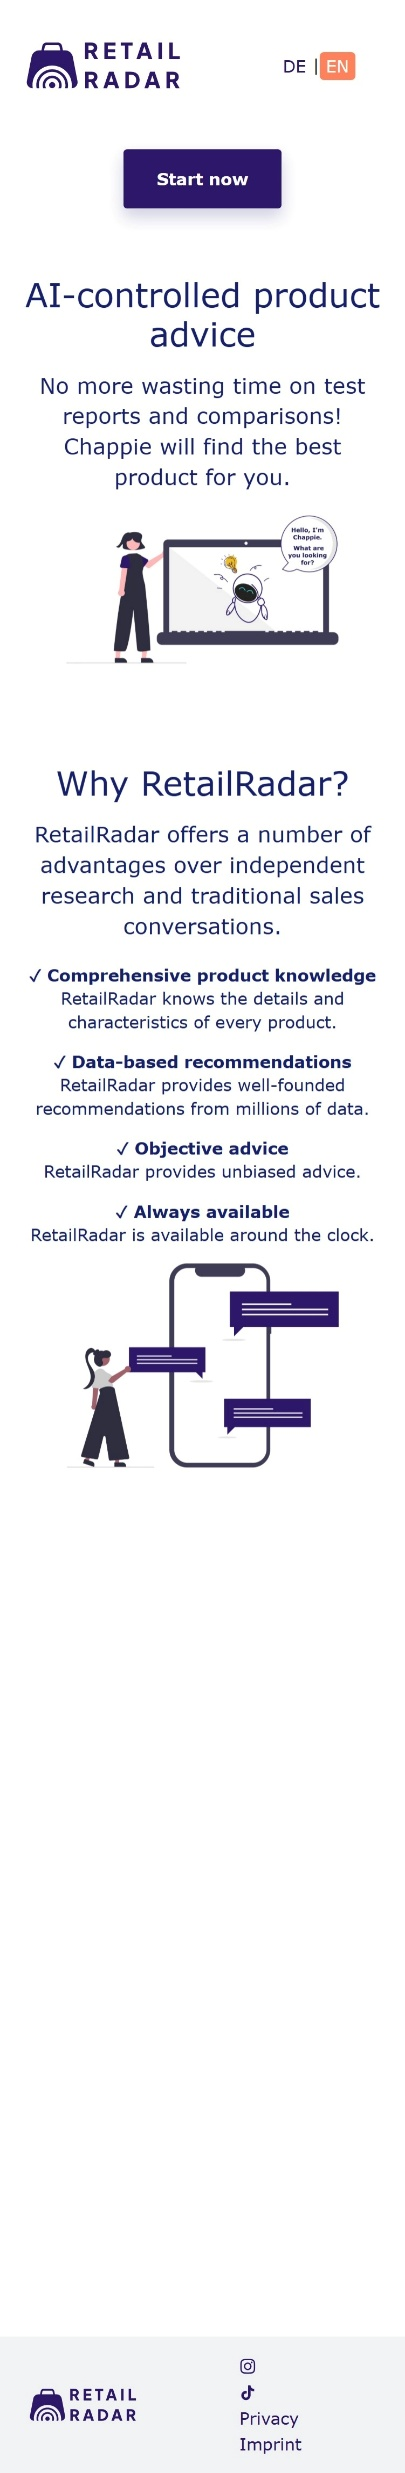 RETAIL
RADAR
DE | EN
Start now
AI-controlled product
advice
No more wasting time on test
reports and comparisons!
Chappie will find the best
product for you.
Hello, I'm
Chappie.
What are
you looking
for?
Why RetailRadar?
RetailRadar offers a number of
advantages over independent
research and traditional sales
conversations.
✓ Comprehensive product knowledge
RetailRadar knows the details and
characteristics of every product.
✓ Data-based recommendations
RetailRadar provides well-founded
recommendations from millions of data.
✓ Objective advice
RetailRadar provides unbiased advice.
✓ Always available
RetailRadar is available around the clock.
RETAIL
RADAR
Privacy
Imprint